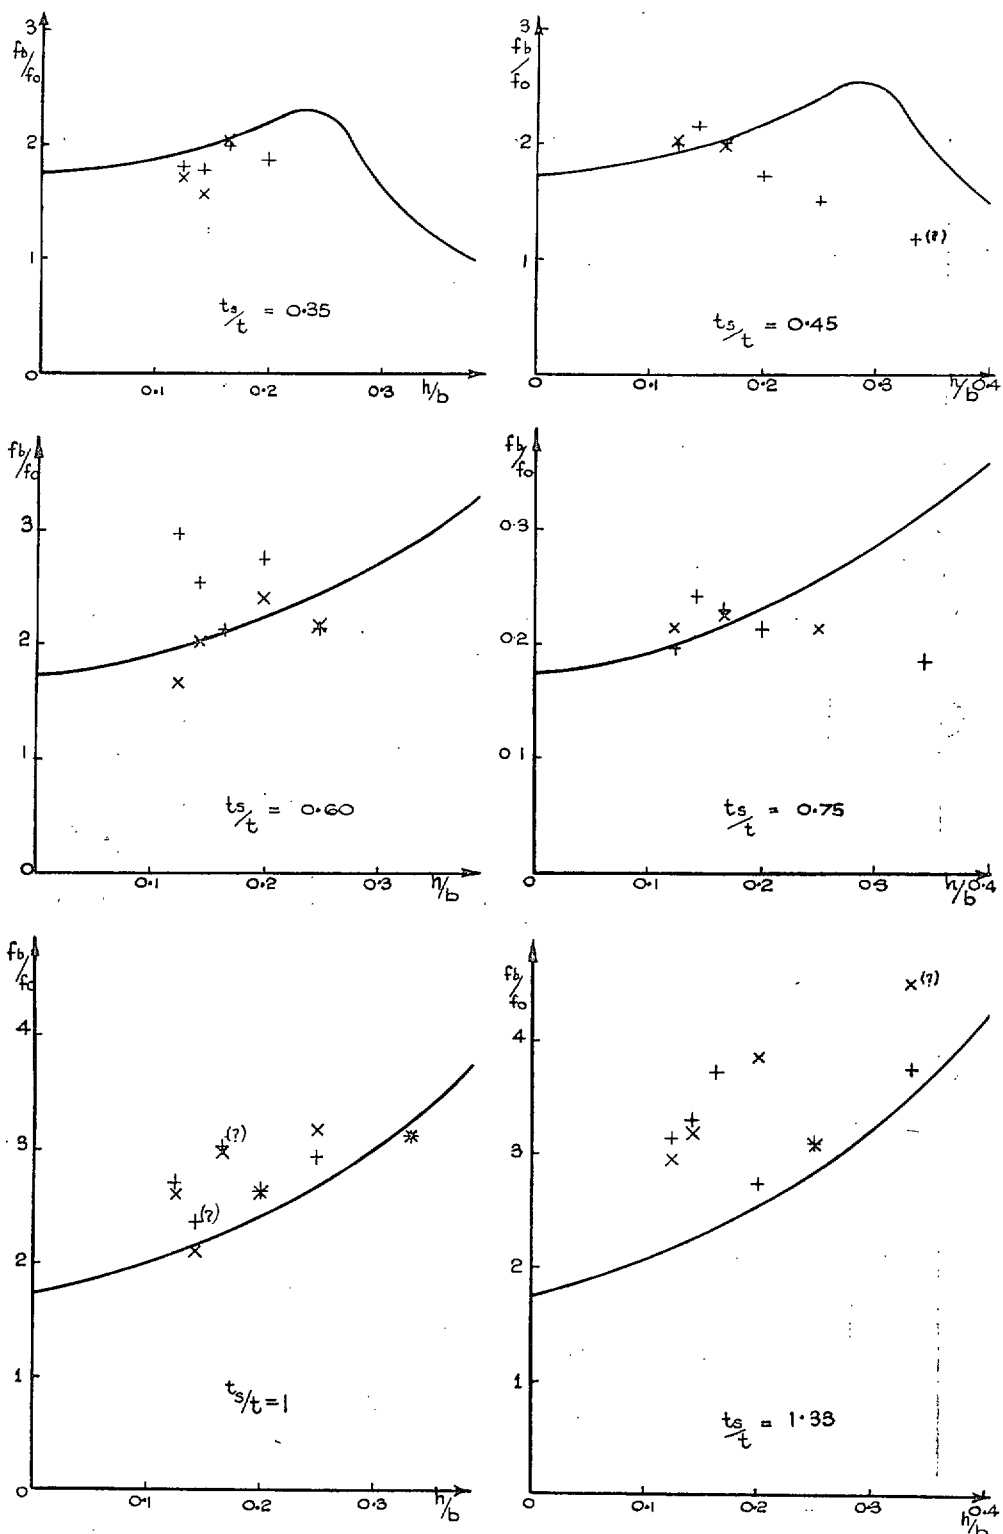 3
fb/fo
2
1
0
0·1
0·2
0·3
h/b
ts/t = 0·35
3
fb/fo
2
1
0
0·1
0·2
0·3
h/b
0·4
+(?)
ts/t = 0·45
fb/fo
3
2
1
0
0·1
0·2
0·3
h/b
ts/t = 0·60
fb/fo
0·3
0·2
0·1
0
0·1
0·2
0·3
h/b
0·4
ts/t = 0·75
fb/fo
4
3
2
1
0
0·1
0·2
0·3
h/b
(?)
(?)
ts/t = 1
fb/fo
4
3
2
1
0
0·1
0·2
0·3
0·4
h/b
(?)
ts/t = 1·38